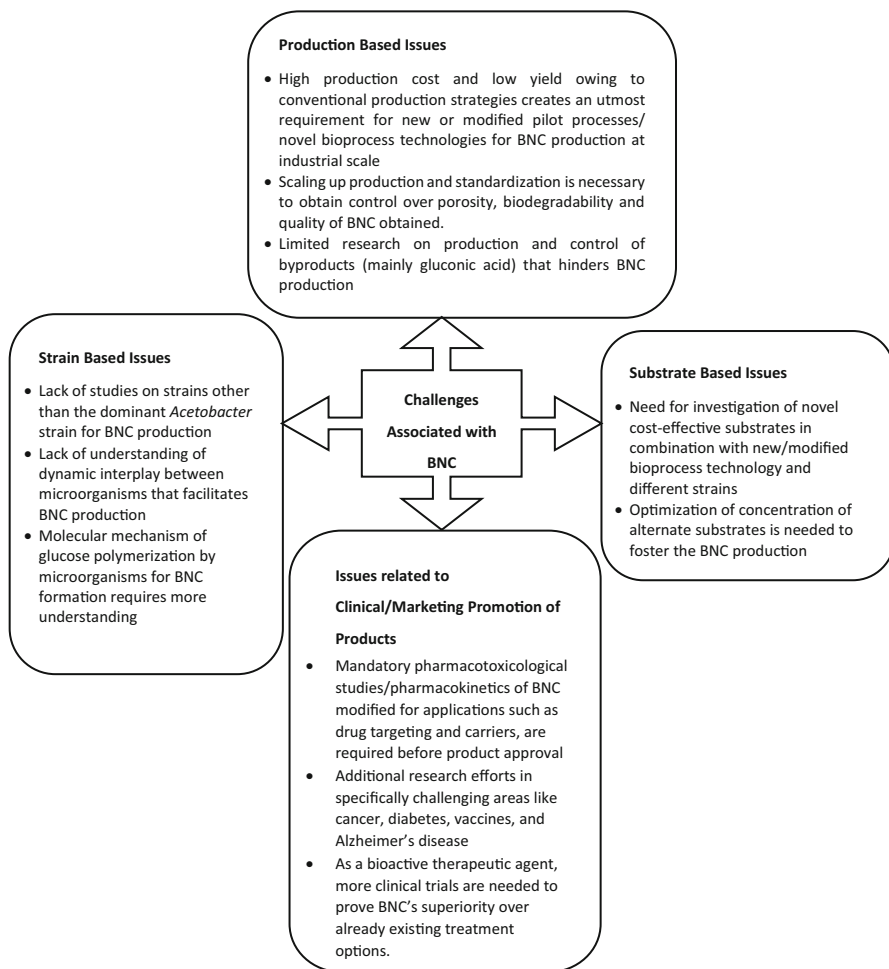 Production Based Issues
• High production cost and low yield owing to
conventional production strategies creates an utmost
requirement for new or modified pilot processes/
novel bioprocess technologies for BNC production at
industrial scale
• Scaling up production and standardization is necessary
to obtain control over porosity, biodegradability and
quality of BNC obtained.
• Limited research on production and control of
byproducts (mainly gluconic acid) that hinders BNC
production
Strain Based Issues
• Lack of studies on strains other
than the dominant Acetobacter
strain for BNC production
• Lack of understanding of
dynamic interplay between
microorganisms that facilitates
BNC production
• Molecular mechanism of
glucose polymerization by
microorganisms for BNC
formation requires more
understanding
Challenges
Associated with
BNC
Substrate Based Issues
• Need for investigation of novel
cost-effective substrates in
combination with new/modified
bioprocess technology and
different strains
• Optimization of concentration of
alternate substrates is needed to
foster the BNC production
Issues related to
Clinical/Marketing Promotion of
Products
• Mandatory pharmacotoxicological
studies/pharmacokinetics of BNC
modified for applications such as
drug targeting and carriers, are
required before product approval
• Additional research efforts in
specifically challenging areas like
cancer, diabetes, vaccines, and
Alzheimer's disease
• As a bioactive therapeutic agent,
more clinical trials are needed to
prove BNC's superiority over
already existing treatment
options.